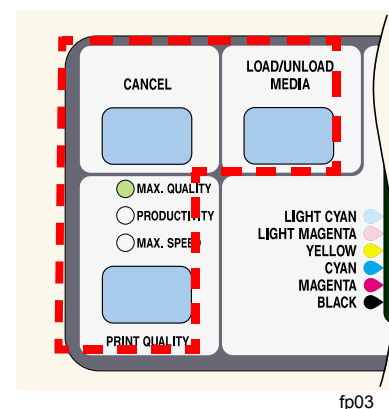 CANCEL
LOAD/UNLOAD
MEDIA
MAX. QUALITY
PRODUCTIVITY
MAX. SPEED
PRINT QUALITY
LIGHT CYAN
LIGHT MAGENTA
YELLOW
CYAN
MAGENTA
BLACK
fp03